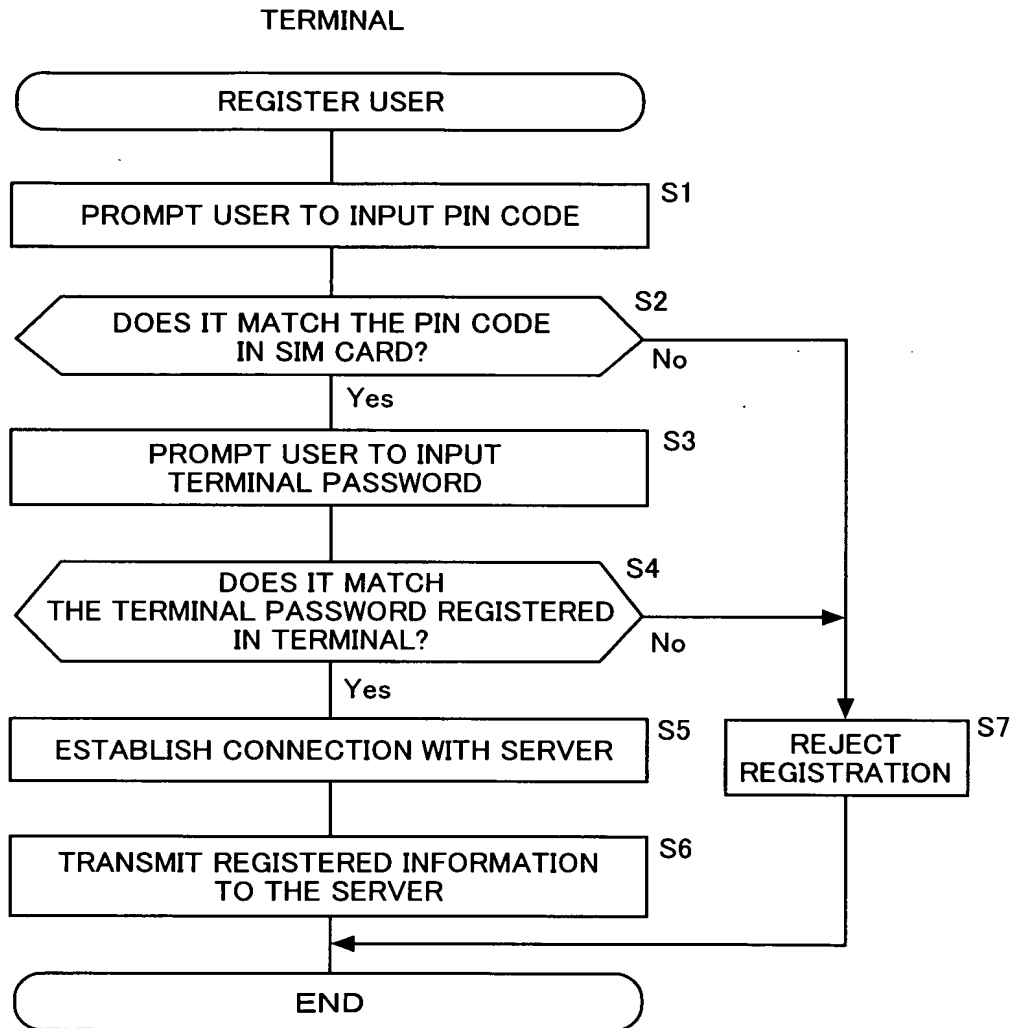 TERMINAL
REGISTER USER
S1
PROMPT USER TO INPUT PIN CODE
S2
DOES IT MATCH THE PIN CODE
IN SIM CARD?
No
Yes
S3
PROMPT USER TO INPUT
TERMINAL PASSWORD
S4
DOES IT MATCH
THE TERMINAL PASSWORD REGISTERED
IN TERMINAL?
No
Yes
S5
ESTABLISH CONNECTION WITH SERVER
S7
REJECT
REGISTRATION
S6
TRANSMIT REGISTERED INFORMATION
TO THE SERVER
END